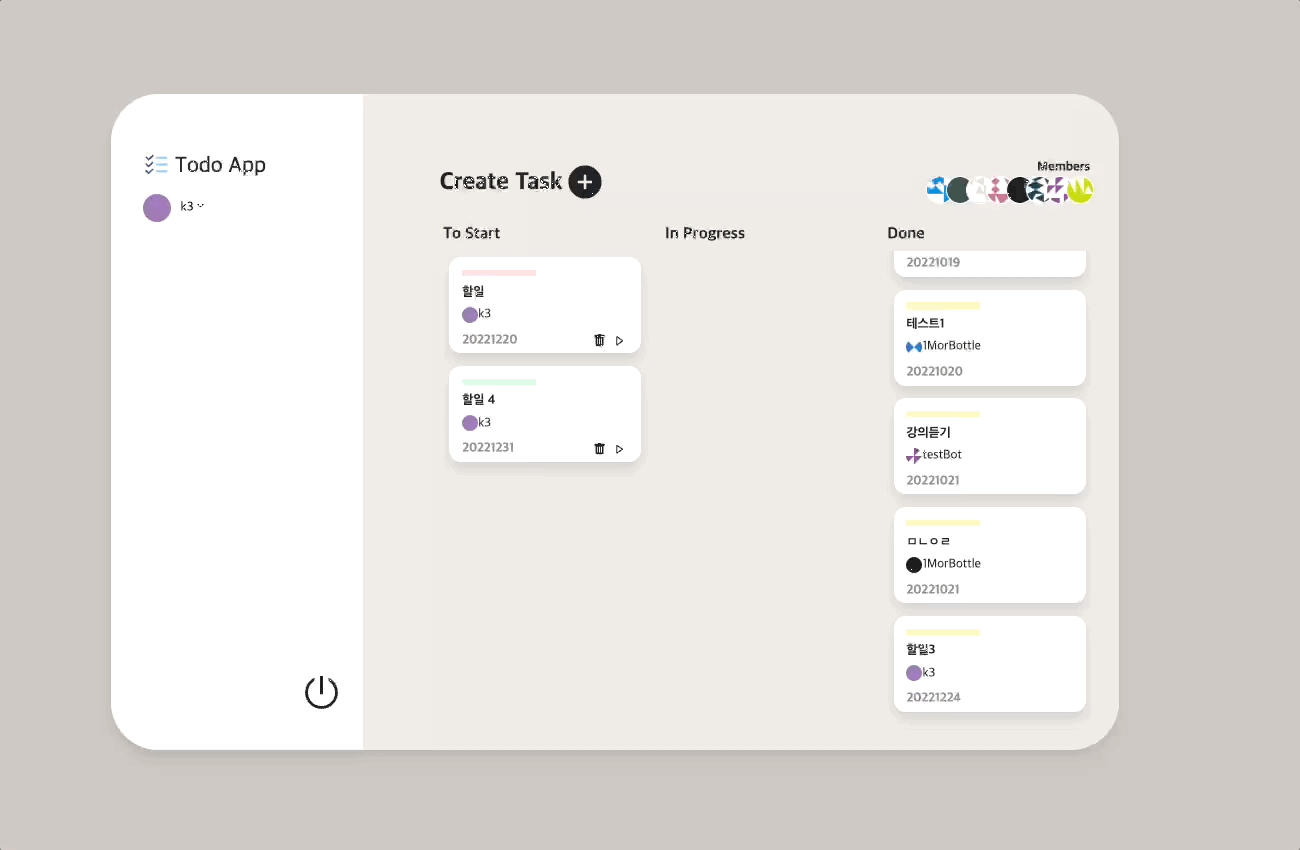 Todo App
k3
Create Task
Members
To Start
할일
k3
20221220
할일 4
k3
20221231
In Progress
Done
20221019
테스트1
1MorBottle
20221020
강의듣기
testBot
20221021
ㅁㄴㅇㄹ
1MorBottle
20221021
할일3
k3
20221224